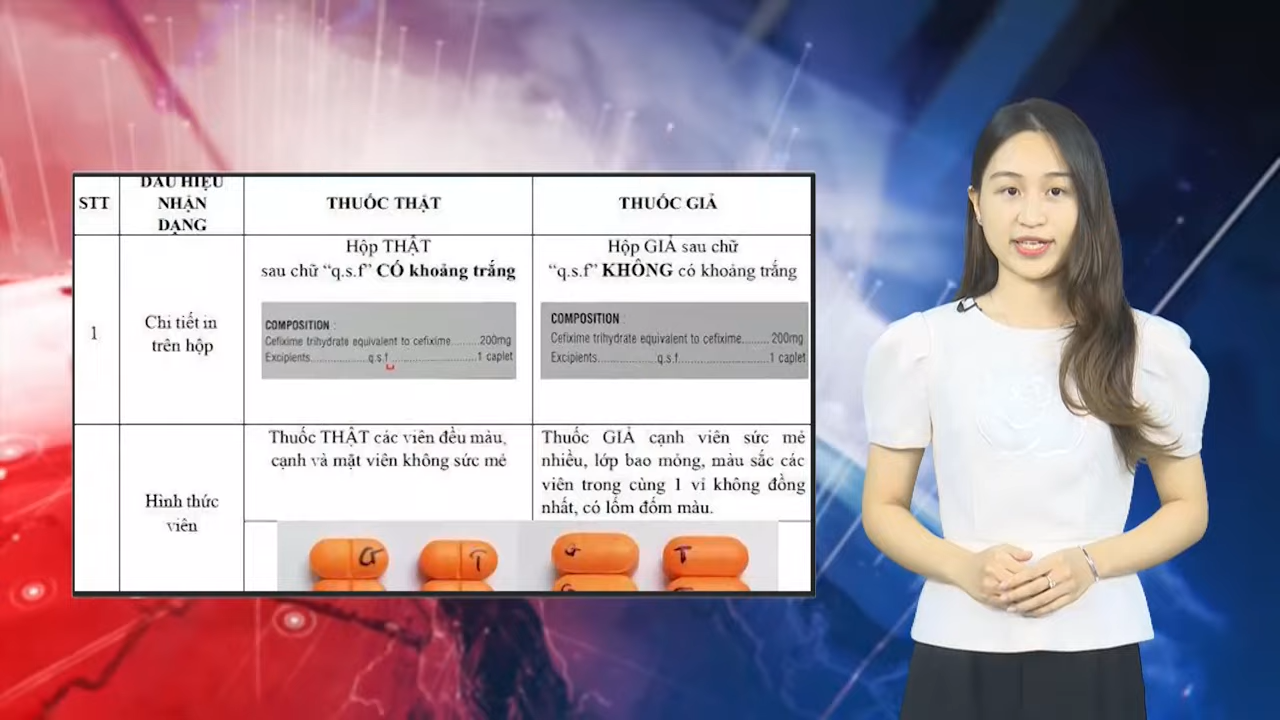 STT
DẤU HIỆU
NHẬN
DẠNG
THUỐC THẬT
THUỐC GIẢ
1
Chi tiết in
trên hộp
Hộp THẬT
sau chữ “q.s.f” CÓ khoảng trắng
COMPOSITION :
Cefixime trihydrate equivalent to cefixime.........200mg
Excipients....................q.s.f..............................1 caplet
Hộp GIẢ sau chữ
“q.s.f” KHÔNG có khoảng trắng
COMPOSITION :
Cefixime trihydrate equivalent to cefixime......... 200mg
Excipients....................q.s.f..............................1 caplet
Hình thức
viên
Thuốc THẬT các viên đều màu,
cạnh và mặt viên không sức mẻ
Thuốc GIẢ cạnh viên sức mẻ
nhiều, lớp bao mỏng, màu sắc các
viên trong cùng 1 vỉ không đồng
nhất, có lốm đốm màu.
G T G T
G